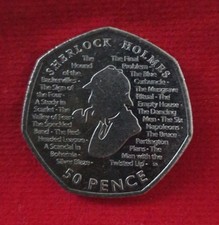 SHERLOCK HOLMES
The Hound of the Baskervilles -
The Sign of the Four -
A Study in Scarlet - The
Valley of Fear -
The Speckled
Band - The Red-
Headed League -
A Scandal in
Bohemia -
Silver Blaze -
The Final
Problem -
The Blue
Carbuncle -
The Musgrave
Ritual - The
Empty House -
The Dancing
Men - The Six
Napoleons -
The Bruce-
Partington
Plans - The
Man with the
Twisted Lip -
50 PENCE